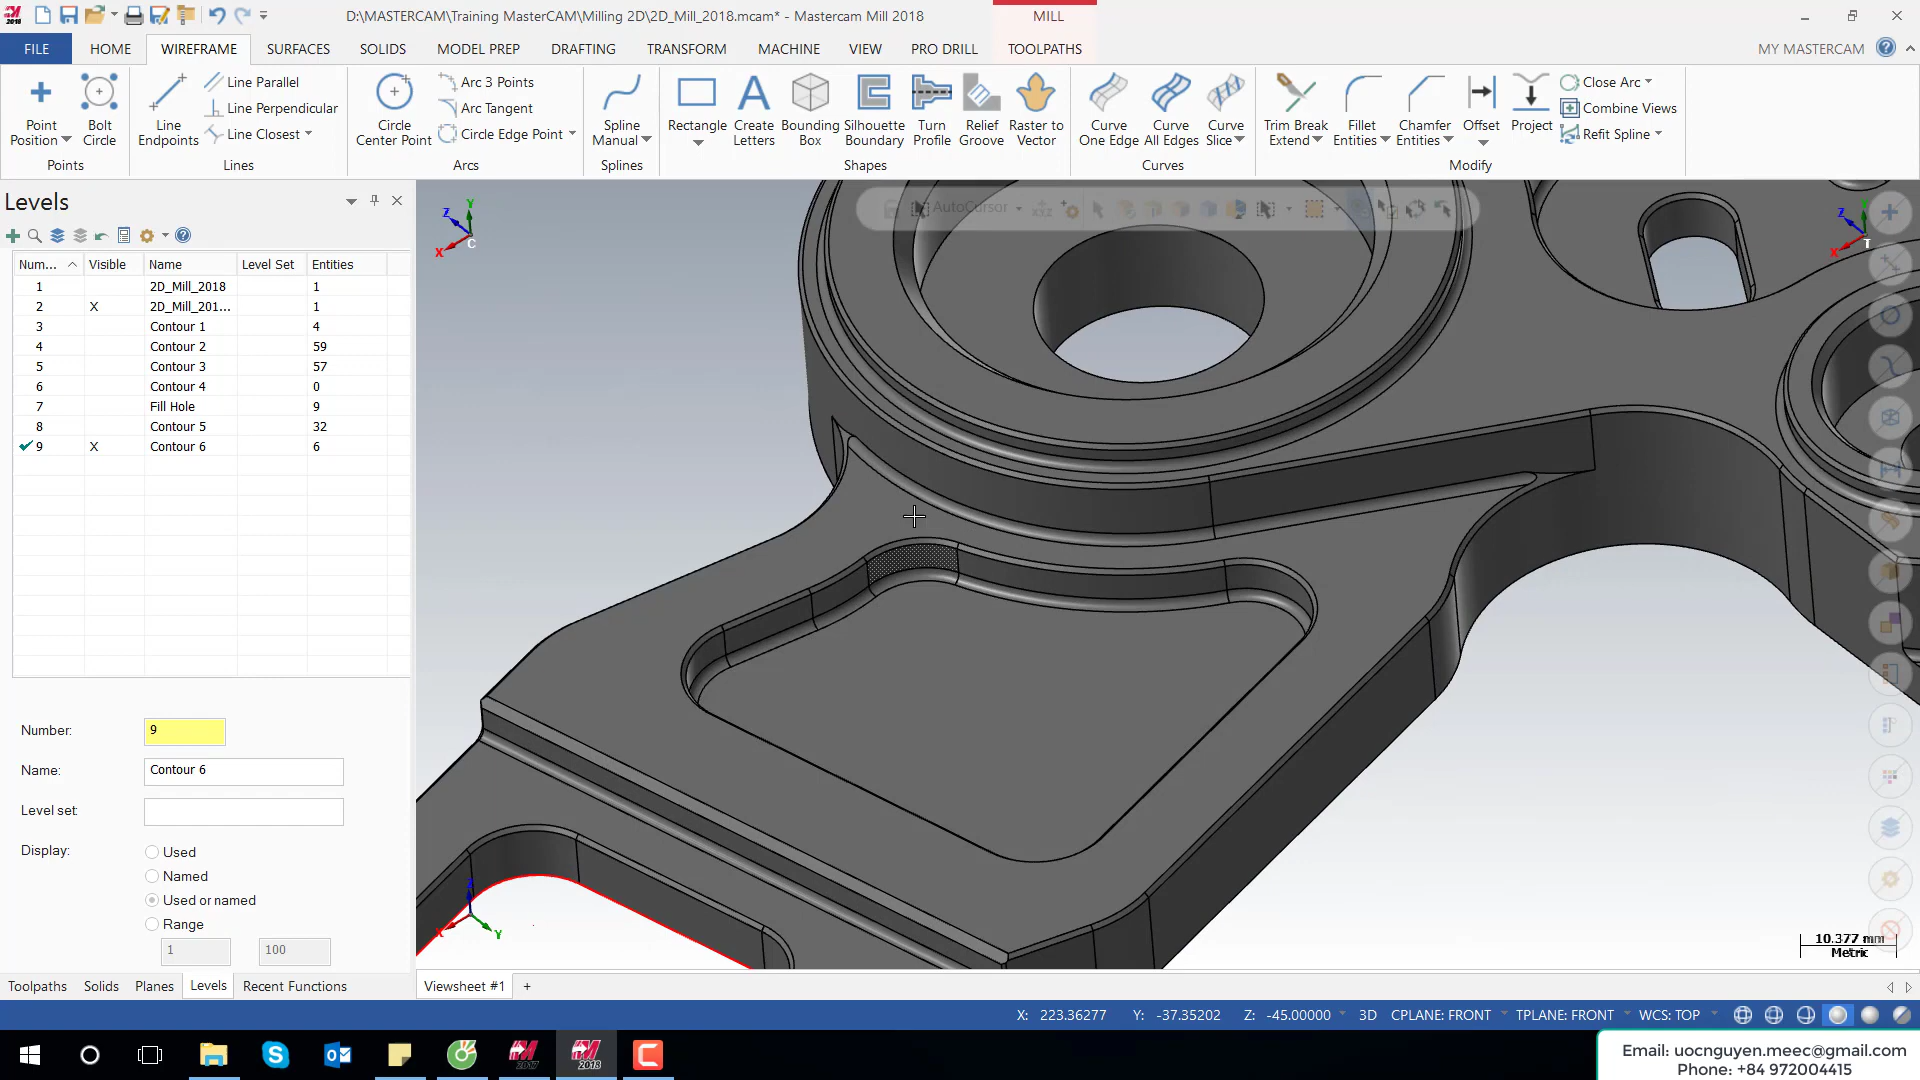 D:\MASTERCAM\Training MasterCAM\Milling 2D\2D_Mill_2018.mcam* - Mastercam Mill 2018
MILL
FILE HOME WIREFRAME SURFACES SOLIDS MODEL PREP DRAFTING TRANSFORM MACHINE VIEW PRO DRILL TOOLPATHS MY MASTERCAM
Point Position
Bolt Circle
Points
Line Endpoints
Line Parallel
Line Perpendicular
Line Closest
Lines
Circle Center Point
Arc 3 Points
Arc Tangent
Circle Edge Point
Arcs
Spline Manual
Splines
Rectangle
Create Letters
Bounding Box
Silhouette Boundary
Turn Profile
Relief Groove
Raster to Vector
Shapes
Curve One Edge
Curve All Edges
Curve Slice
Curves
Trim Break Extend
Fillet Entities
Chamfer Entities
Offset
Project
Close Arc
Combine Views
Refit Spline
Modify
Levels
Num... Visible Name Level Set Entities
1 2D_Mill_2018 1
2 X 2D_Mill_201... 1
3 Contour 1 4
4 Contour 2 59
5 Contour 3 57
6 Contour 4 0
7 Fill Hole 9
8 Contour 5 32
9 X Contour 6 6
Number: 9
Name: Contour 6
Level set:
Display: Used
Named
Used or named
Range
1 100
Toolpaths Solids Planes Levels Recent Functions
AutoCursor
Z Y X C
Z Y X T
Z X Y
10.377 mm
Metric
Viewsheet #1 +
X: 223.36277 Y: -37.35202 Z: -45.00000 3D CPLANE: FRONT TPLANE: FRONT WCS: TOP
2017
2018
Email: uocnguyen.meec@gmail.com
Phone: +84 972004415